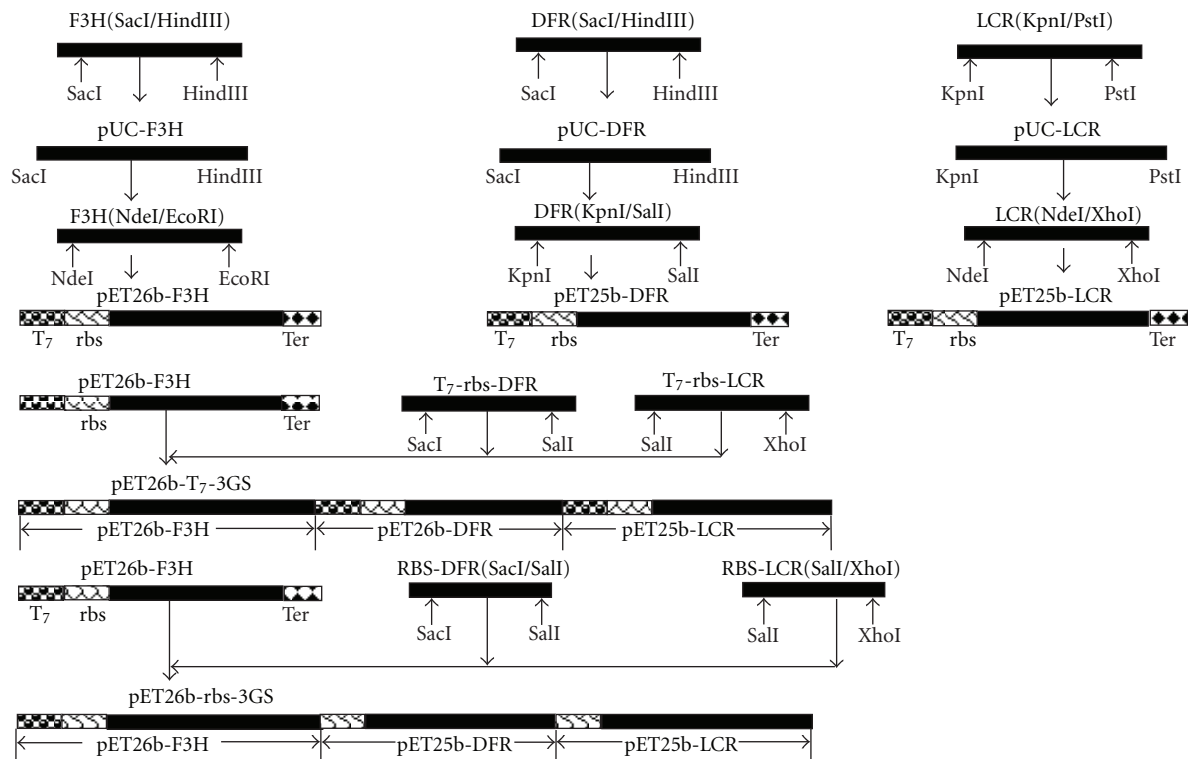 F3H(SacI/HindIII) DFR(SacI/HindIII) LCR(KpnI/PstI)
SacI HindIII SacI HindIII KpnI PstI
pUC-F3H pUC-DFR pUC-LCR
SacI HindIII SacI HindIII KpnI PstI
F3H(NdeI/EcoRI) DFR(KpnI/SalI) LCR(NdeI/XhoI)
NdeI EcoRI KpnI SalI NdeI XhoI
pET26b-F3H pET25b-DFR pET25b-LCR
T7 rbs Ter T7 rbs Ter T7 rbs Ter
pET26b-F3H T7-rbs-DFR T7-rbs-LCR
rbs Ter SacI SalI SalI XhoI
pET26b-T7-3GS
pET26b-F3H pET26b-DFR pET25b-LCR
pET26b-F3H RBS-DFR(SacI/SalI) RBS-LCR(SalI/XhoI)
T7 rbs Ter SacI SalI SalI XhoI
pET26b-rbs-3GS
pET26b-F3H pET25b-DFR pET25b-LCR